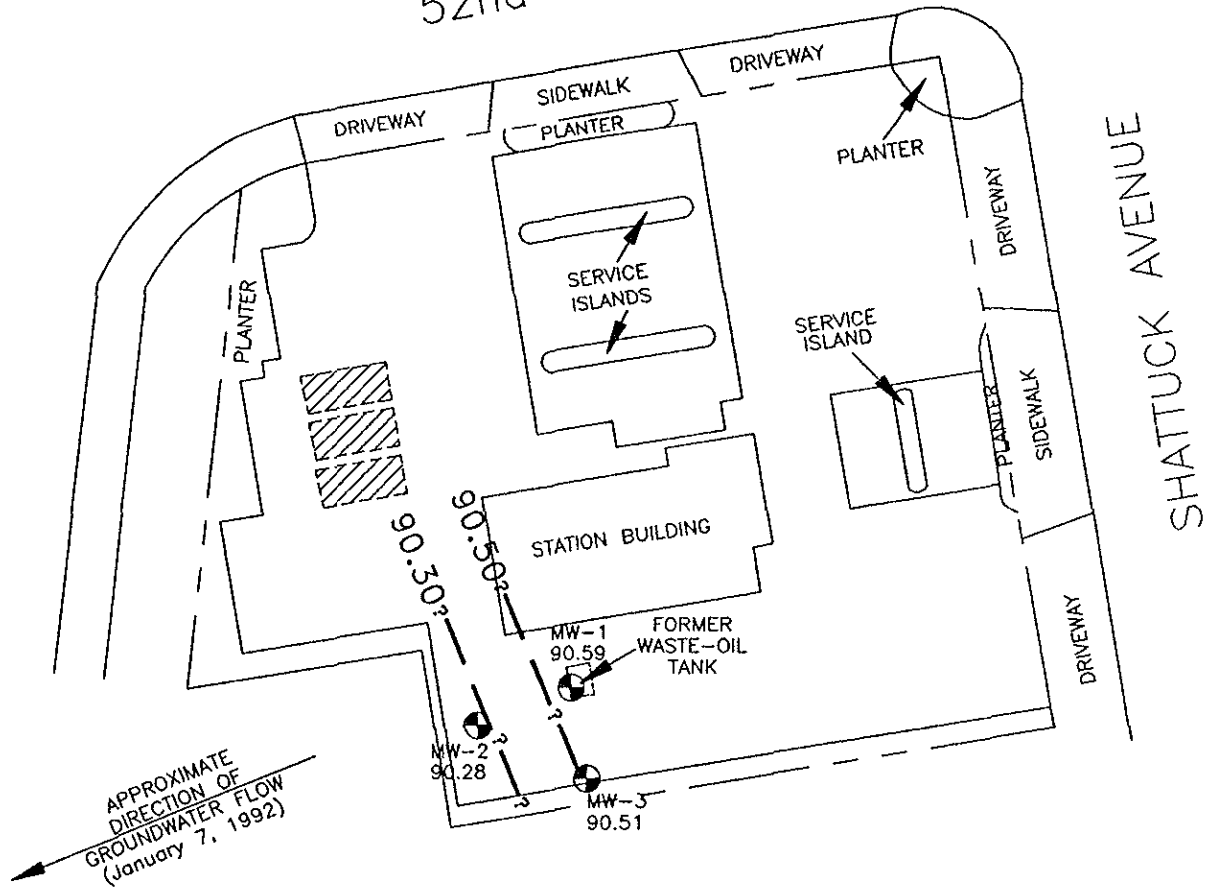 52nd
DRIVEWAY
SIDEWALK
DRIVEWAY
PLANTER
PLANTER
SHATTUCK AVENUE
DRIVEWAY
PLANTER
SERVICE
ISLANDS
SERVICE
ISLAND
PLANTER
SIDEWALK
90.30?
90.50?
STATION BUILDING
MW-1
90.59
FORMER
WASTE-OIL
TANK
DRIVEWAY
?
?
MW-2
90.28
?
MW-3
90.51
APPROXIMATE
DIRECTION OF
GROUNDWATER FLOW
(January 7, 1992)